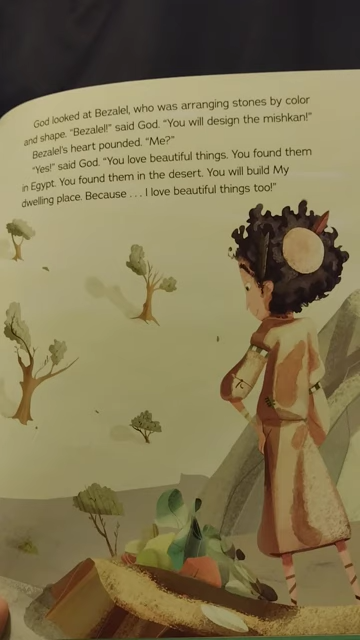 God looked at Bezalel, who was arranging stones by color
and shape. “Bezalel!” said God. “You will design the mishkan!”
Bezalel’s heart pounded. “Me?”
“Yes!” said God. “You love beautiful things. You found them
in Egypt. You found them in the desert. You will build My
dwelling place. Because . . . I love beautiful things too!”